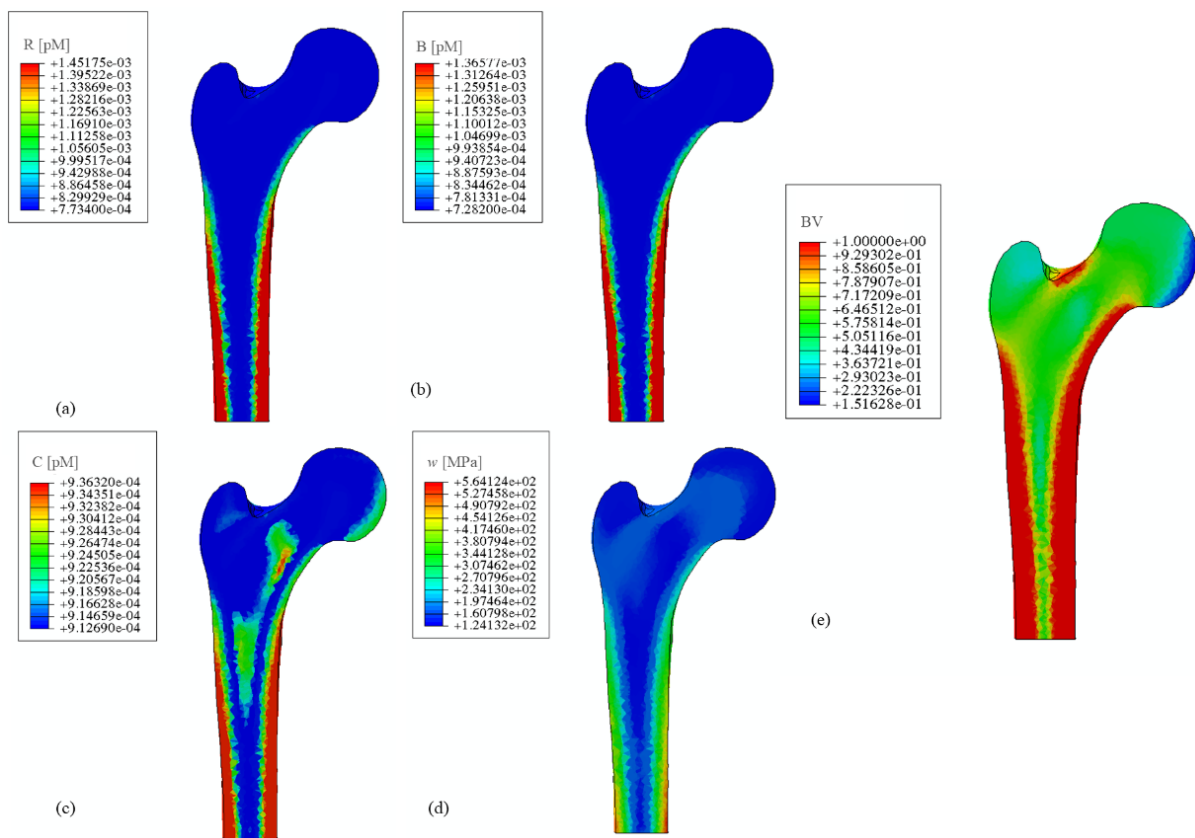 R [pM]
+1.45175e-03
+1.39522e-03
+1.33869e-03
+1.28216e-03
+1.22563e-03
+1.16910e-03
+1.11258e-03
+1.05605e-03
+9.99517e-04
+9.42988e-04
+8.86458e-04
+8.29929e-04
+7.73400e-04
(a)
B [pM]
+1.36577e-03
+1.31264e-03
+1.25951e-03
+1.20638e-03
+1.15325e-03
+1.10012e-03
+1.04699e-03
+9.93854e-04
+9.40723e-04
+8.87593e-04
+8.34462e-04
+7.81331e-04
+7.28200e-04
(b)
C [pM]
+9.36320e-04
+9.34351e-04
+9.32382e-04
+9.30412e-04
+9.28443e-04
+9.26474e-04
+9.24505e-04
+9.22536e-04
+9.20567e-04
+9.18598e-04
+9.16628e-04
+9.14659e-04
+9.12690e-04
(c)
w [MPa]
+5.64124e+02
+5.27458e+02
+4.90792e+02
+4.54126e+02
+4.17460e+02
+3.80794e+02
+3.44128e+02
+3.07462e+02
+2.70796e+02
+2.34130e+02
+1.97464e+02
+1.60798e+02
+1.24132e+02
(d)
BV
+1.00000e+00
+9.29302e-01
+8.58605e-01
+7.87907e-01
+7.17209e-01
+6.46512e-01
+5.75814e-01
+5.05116e-01
+4.34419e-01
+3.63721e-01
+2.93023e-01
+2.22326e-01
+1.51628e-01
(e)